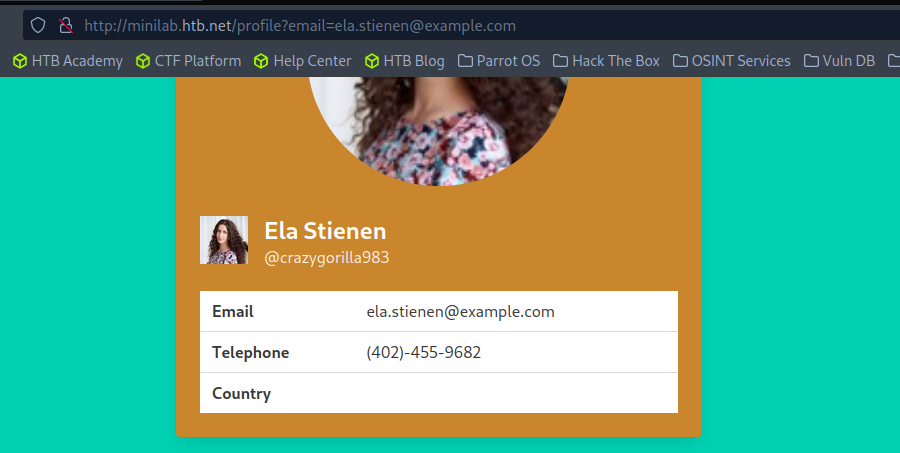 http://minilab.htb.net/profile?email=ela.stienen@example.com
HTB Academy CTF Platform Help Center HTB Blog Parrot OS Hack The Box OSINT Services Vuln DB
Ela Stienen
@crazygorilla983
Email ela.stienen@example.com
Telephone (402)-455-9682
Country